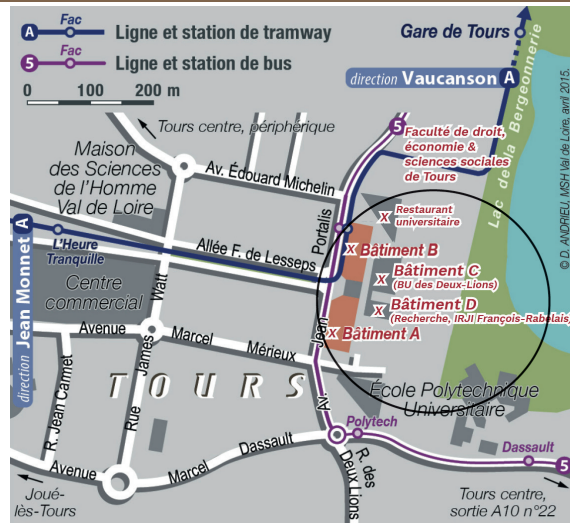 A Fac Ligne et station de tramway
5 Fac Ligne et station de bus
0 100 200 m
Gare de Tours
direction Vaucanson A
Lac de la Bergeonnerie
© D. ANDRIEU, MSH Val de Loire, avril 2015.
Tours centre, périphérique
5
Faculté de droit,
économie &
sciences sociales
de Tours
Maison
des Sciences
de l'Homme
Val de Loire
Av. Édouard Michelin
X Restaurant
universitaire
direction Jean Monnet A
L'Heure
Tranquille
Allée F. de Lesseps
Portalis
X Bâtiment B
X Bâtiment C
(BU des Deux-Lions)
X Bâtiment D
(Recherche, IRJI François-Rabelais)
X Bâtiment A
Centre
commercial
Watt
James
Rue
Avenue Marcel Mérieux
Jean
Av.
R. Jean Cammet
TOURS
École Polytechnique
Universitaire
Polytech
Dassault
5
Avenue Marcel Dassault
R. des
Deux Lions
Joué-
lès-Tours
Tours centre,
sortie A10 n°22